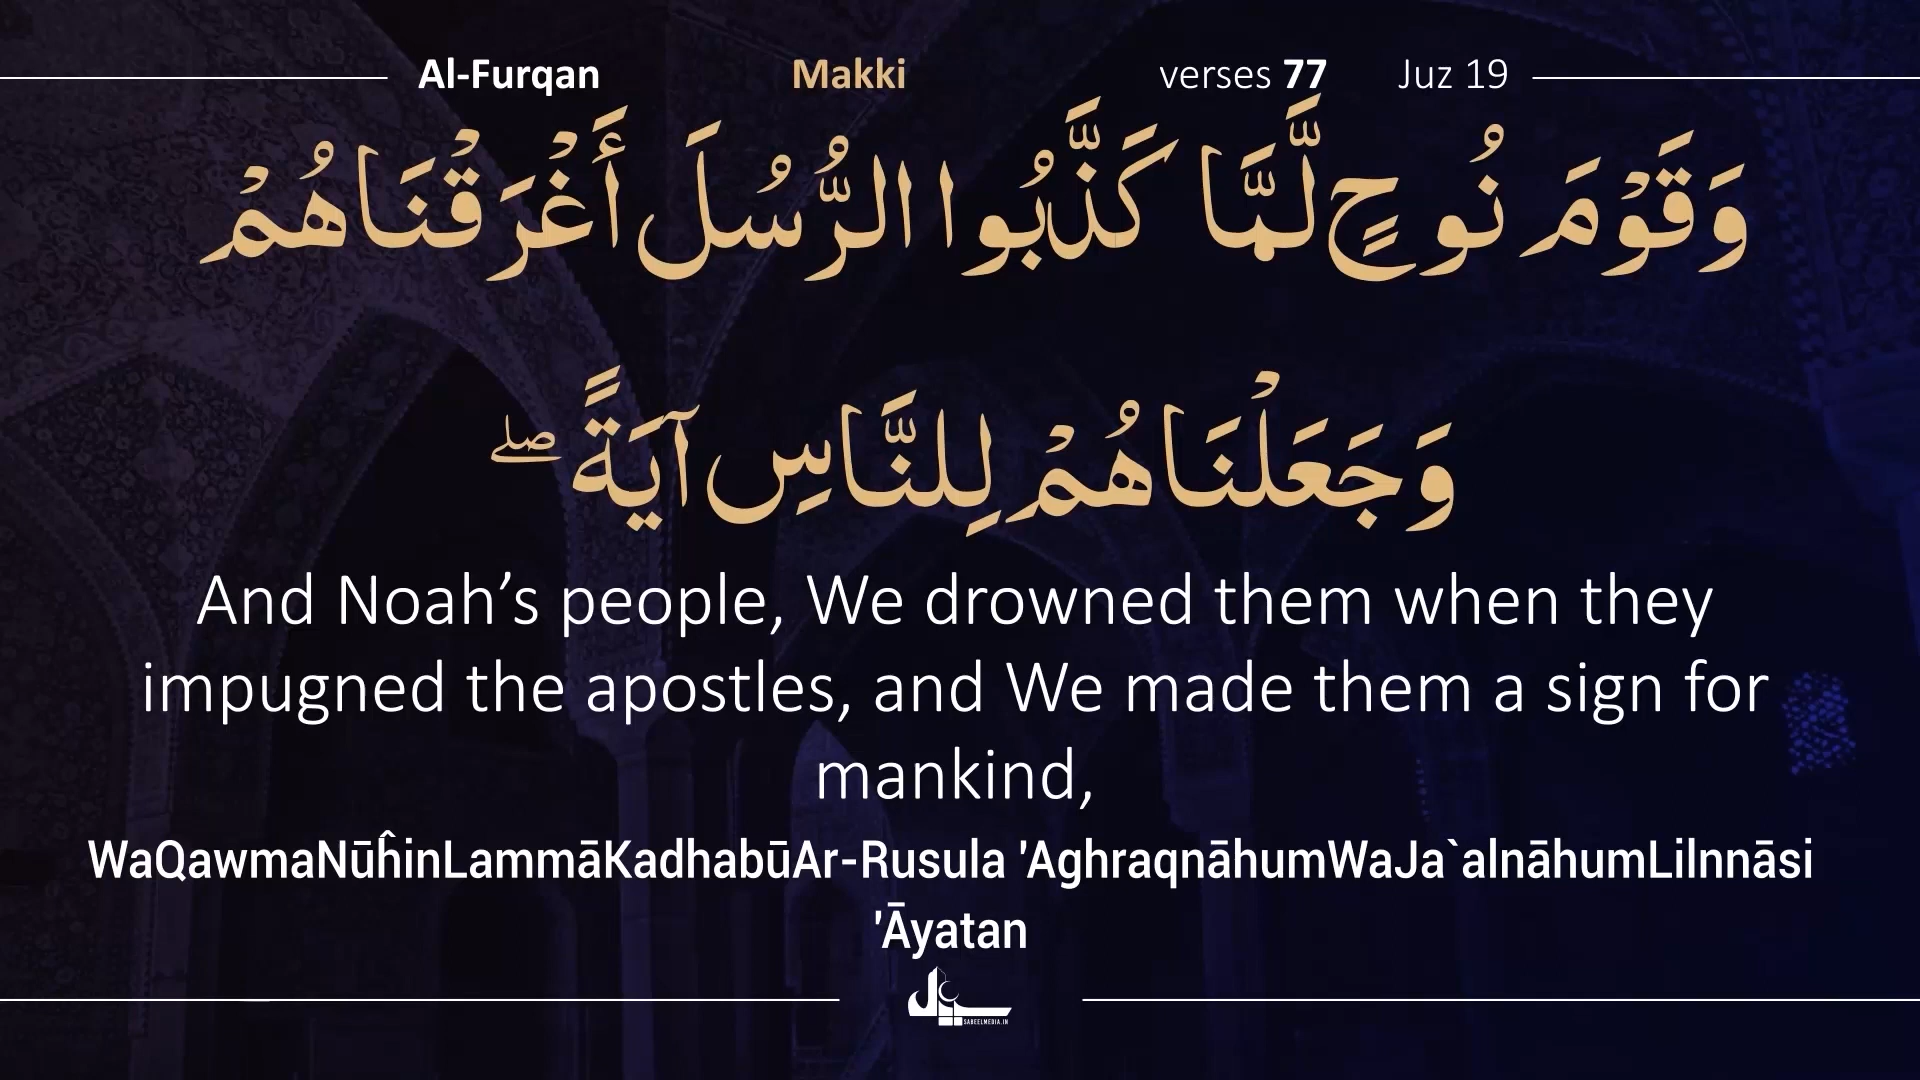 Al-Furqan Makki verses 77 Juz 19
وَقَوْمَ نُوحٍ لَّمَّا كَذَّبُوا الرُّسُلَ أَغْرَقْنَاهُمْ
وَجَعَلْنَاهُمْ لِلنَّاسِ آيَةً ۖ
And Noah’s people, We drowned them when they
impugned the apostles, and We made them a sign for
mankind,
WaQawmaNūĥinLammāKadhabūAr-Rusula 'AghraqnāhumWaJa`alnāhumLilnnāsi
'Āyatan
SABEELMEDIA.IN